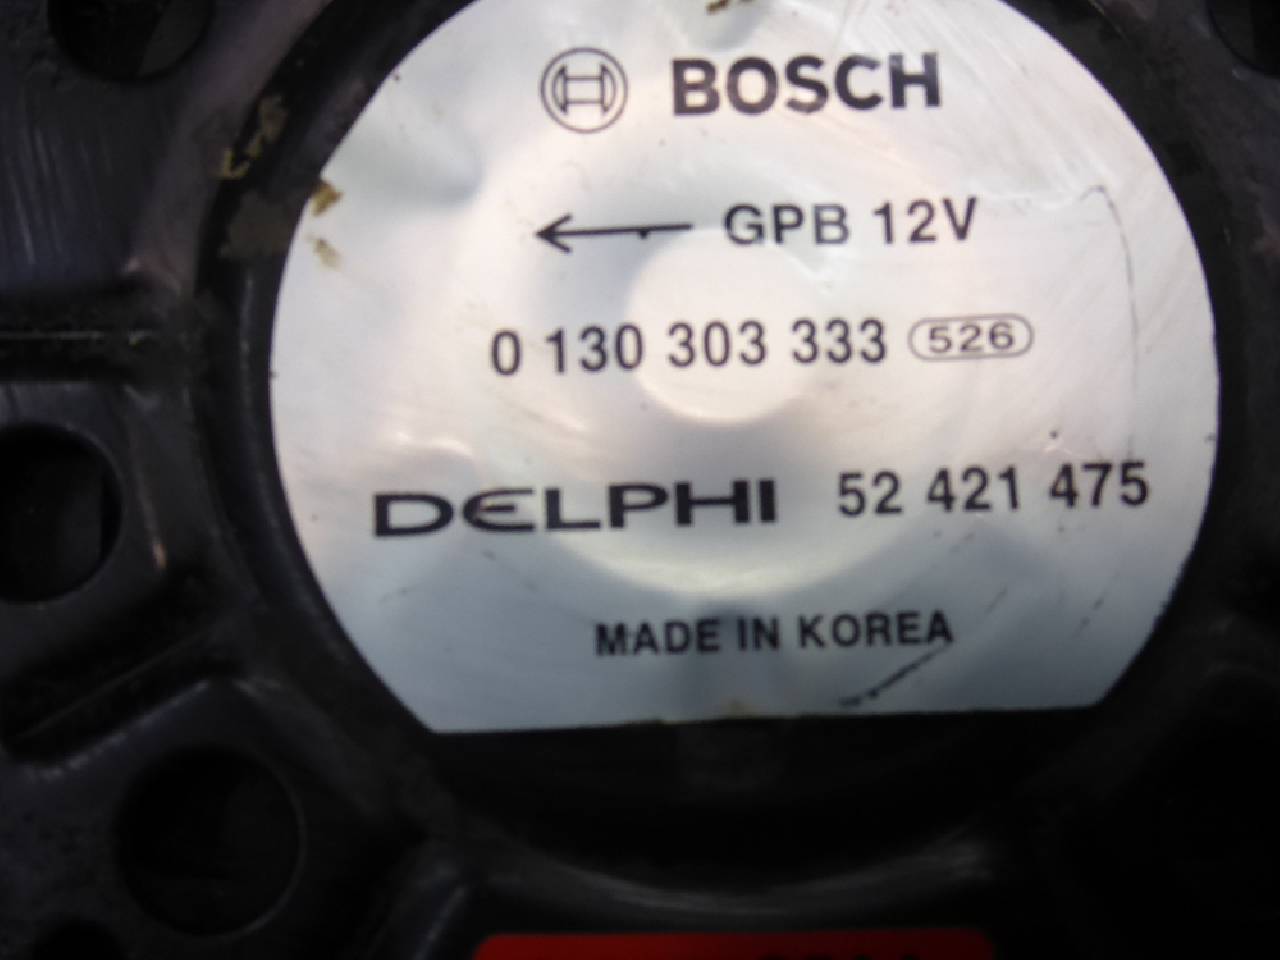 BOSCH
GPB 12V
0 130 303 333 526
DELPHI 52 421 475
MADE IN KOREA